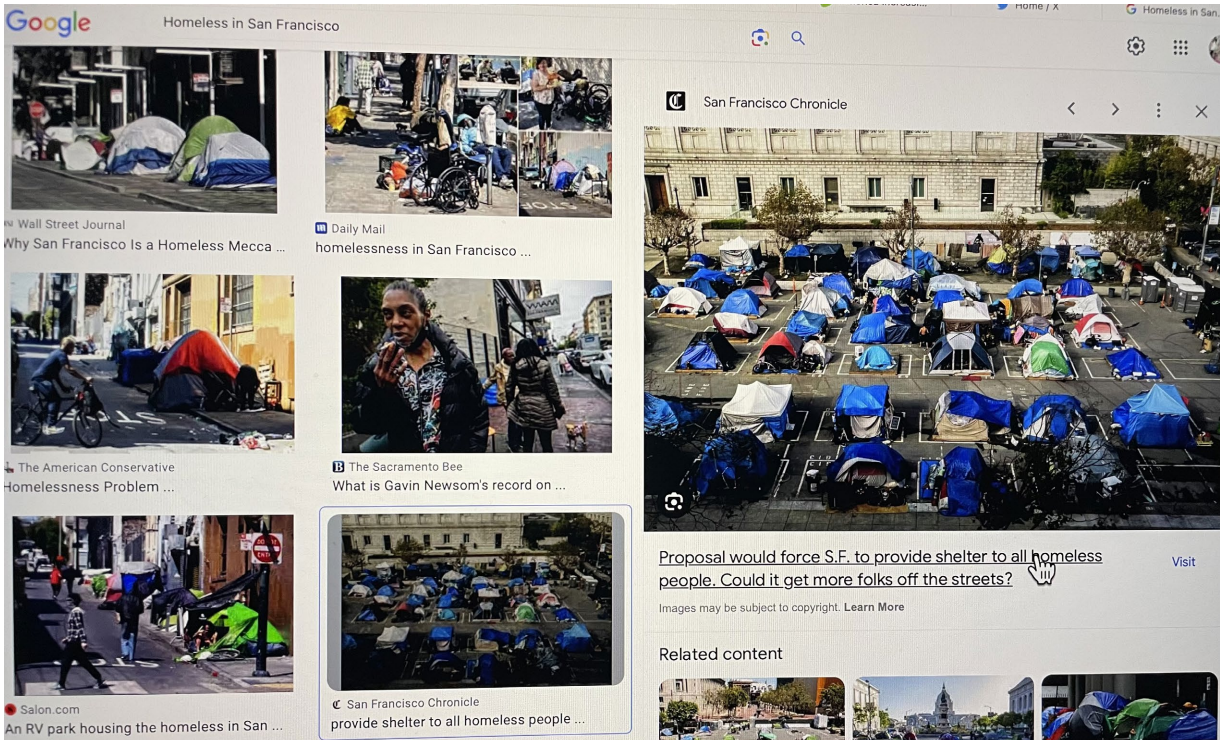 Google
Homeless in San Francisco
Home / X
Homeless in San.
San Francisco Chronicle
Wall Street Journal
Why San Francisco Is a Homeless Mecca ...
Daily Mail
homelessness in San Francisco ...
The American Conservative
Homelessness Problem ...
The Sacramento Bee
What is Gavin Newsom's record on ...
Salon.com
An RV park housing the homeless in San ...
San Francisco Chronicle
provide shelter to all homeless people ...
Proposal would force S.F. to provide shelter to all homeless
people. Could it get more folks off the streets?
Visit
Images may be subject to copyright. Learn More
Related content
STOP
DO NOT
ENTER